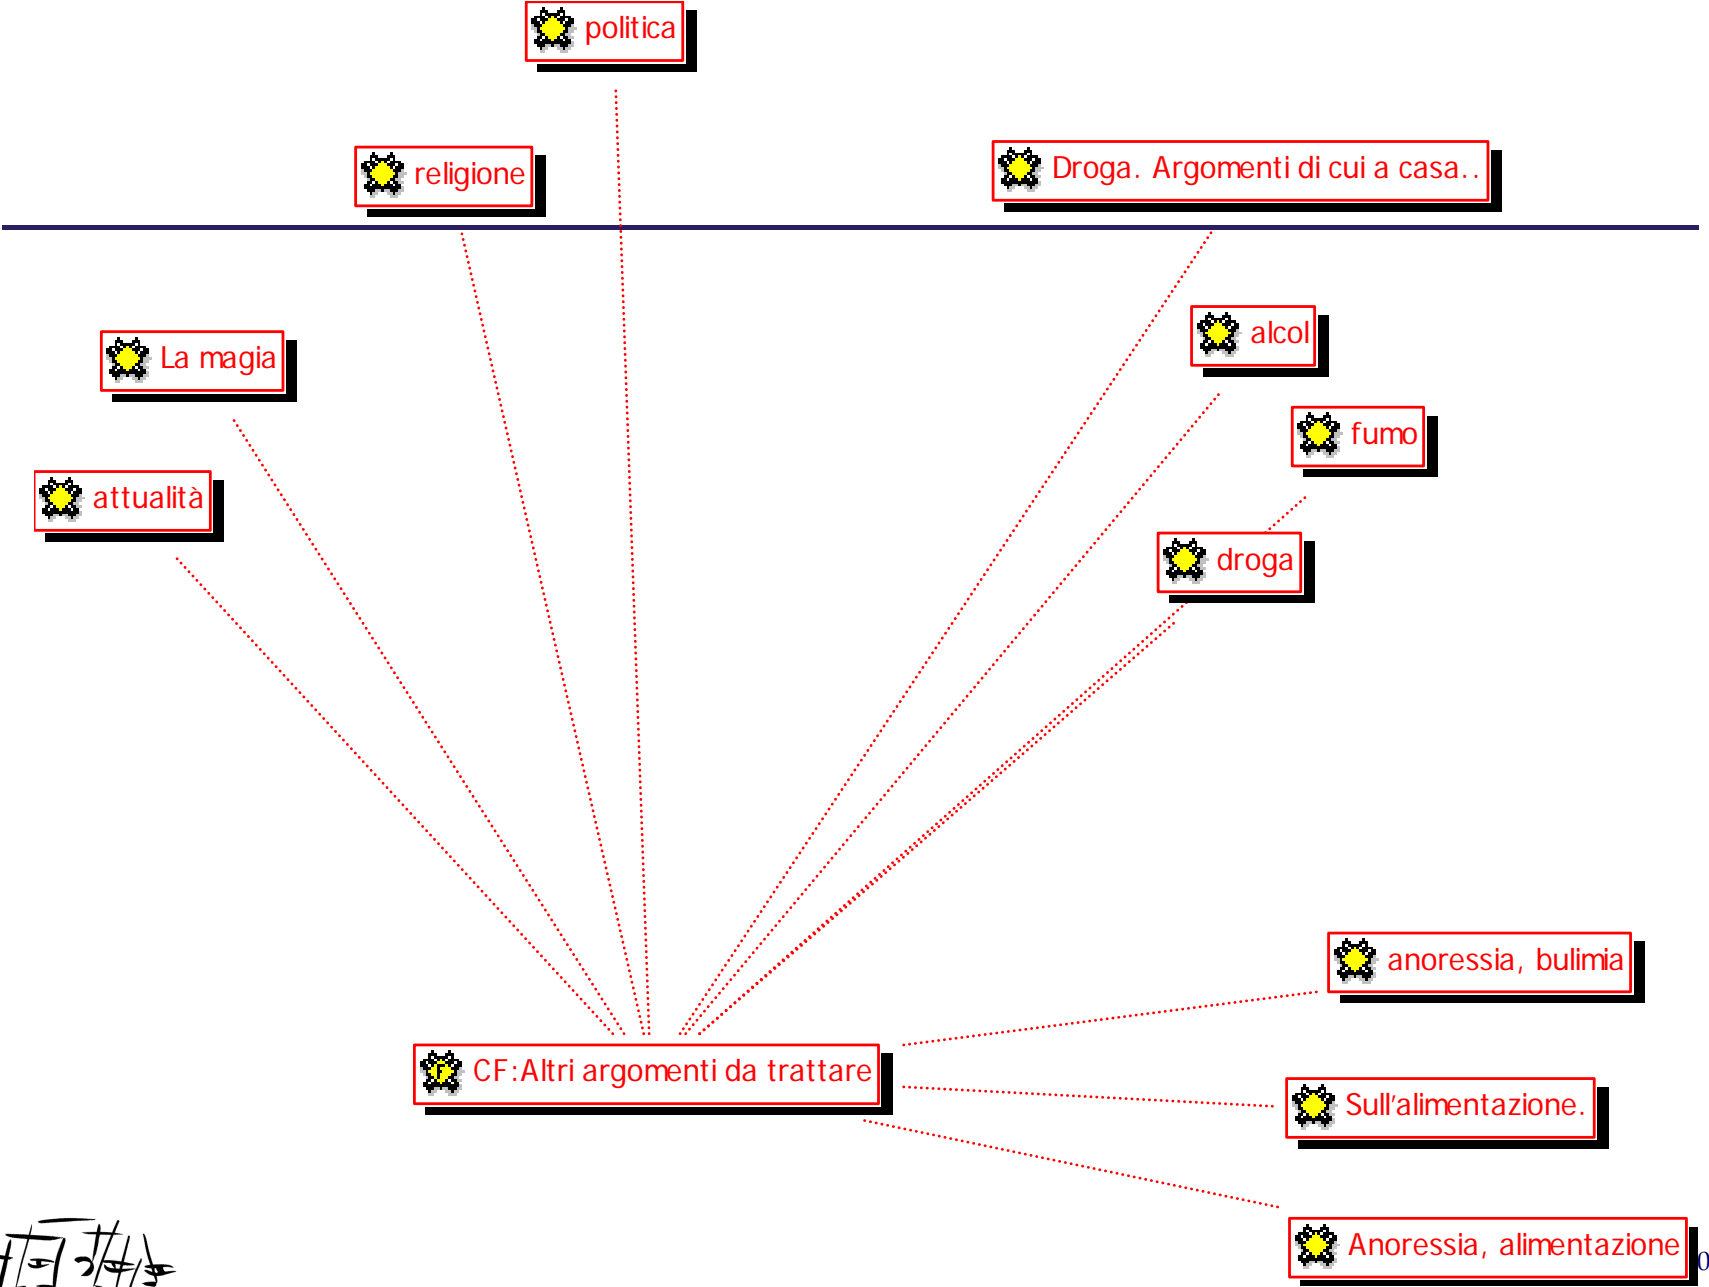 politica
religione
Droga. Argomenti di cui a casa..
alcol
La magia
fumo
attualità
droga
anoressia, bulimia
F CF:Altri argomenti da trattare
Sull'alimentazione.
Anoressia, alimentazione
0